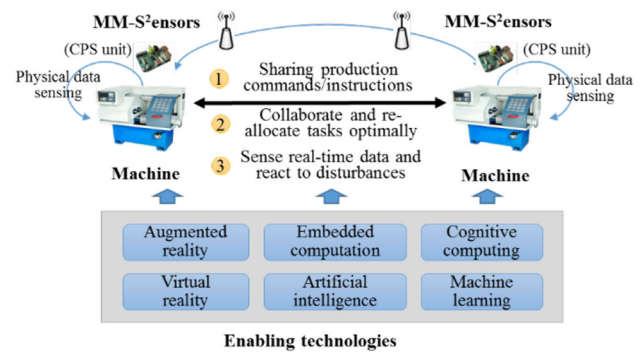 MM-S²ensors
MM-S²ensors
(CPS unit)
(CPS unit)
Physical data
sensing
Physical data
sensing
1
Sharing production
commands/instructions
2
Collaborate and re-
allocate tasks optimally
3
Sense real-time data and
react to disturbances
Machine
Machine
Augmented
reality
Embedded
computation
Cognitive
computing
Virtual
reality
Artificial
intelligence
Machine
learning
Enabling technologies